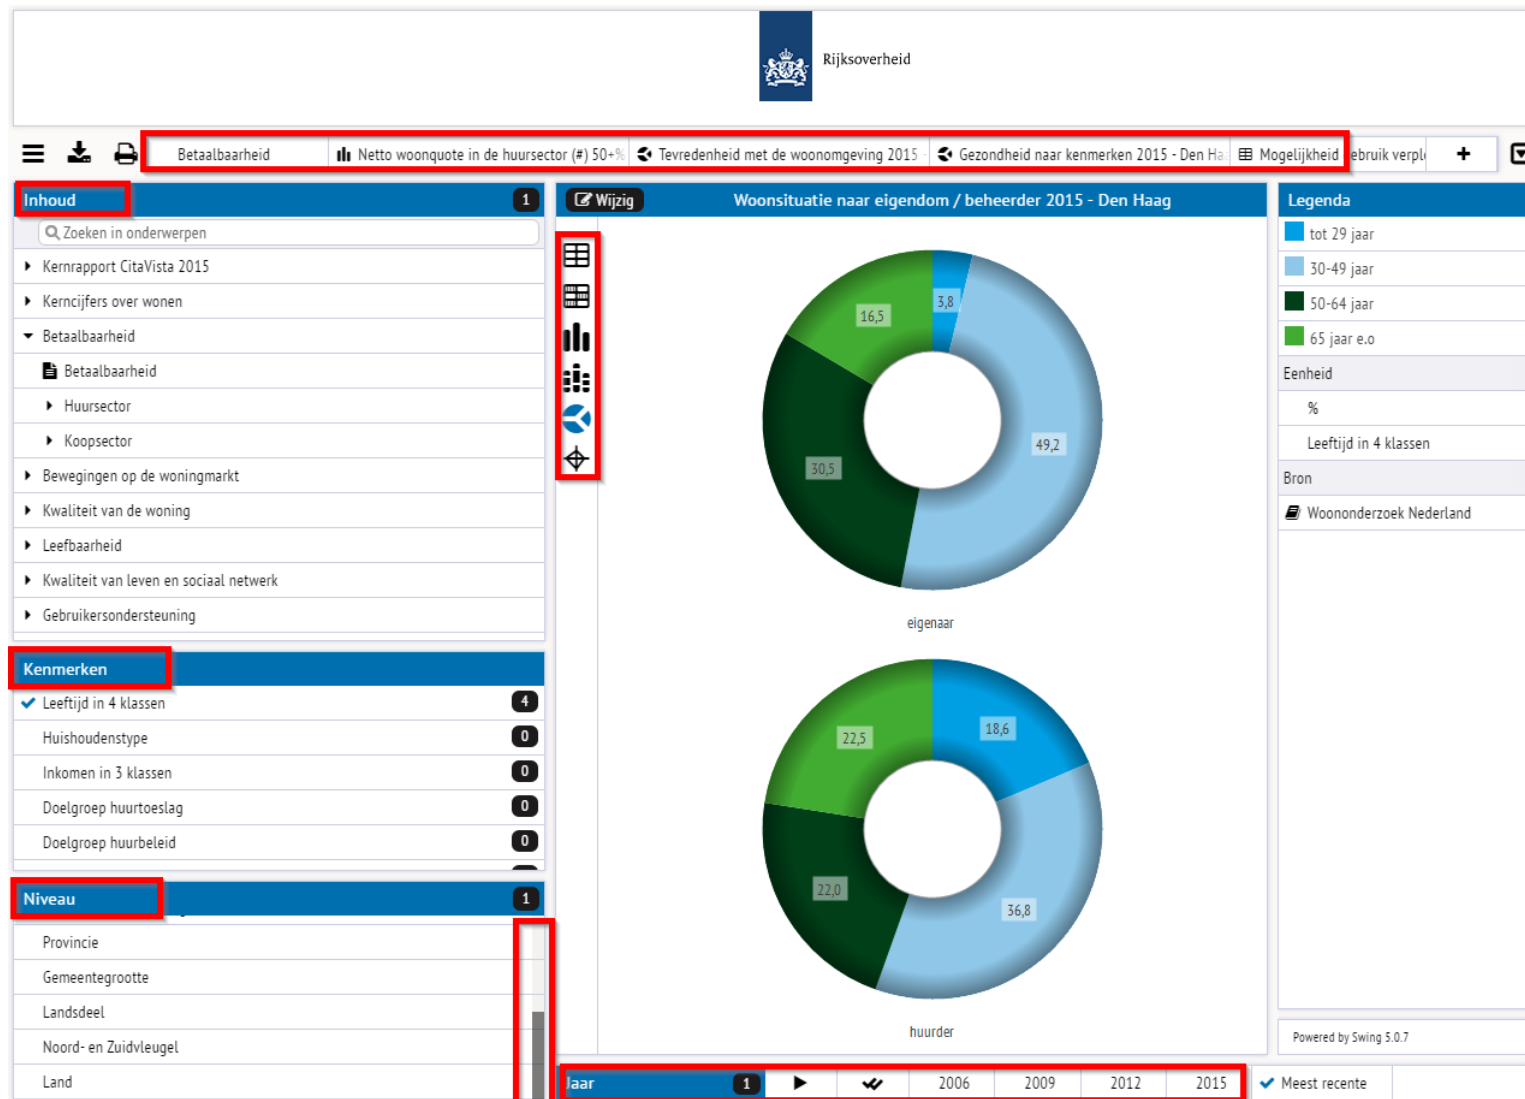 Rijksoverheid
Betaalbaarheid
Netto woonquote in de huursector (#) 50+%
Tevredenheid met de woonomgeving 2015 -
Gezondheid naar kenmerken 2015 - Den Ha
Mogelijkheid ebruik verpl
Inhoud 1
Zoeken in onderwerpen
Kernrapport CitaVista 2015
Kerncijfers over wonen
Betaalbaarheid
Betaalbaarheid
Huursector
Koopsector
Bewegingen op de woningmarkt
Kwaliteit van de woning
Leefbaarheid
Kwaliteit van leven en sociaal netwerk
Gebruikersondersteuning
Kenmerken
Leeftijd in 4 klassen 4
Huishoudenstype 0
Inkomen in 3 klassen 0
Doelgroep huurtoeslag 0
Doelgroep huurbeleid 0
Niveau 1
Provincie
Gemeentegrootte
Landsdeel
Noord- en Zuidvleugel
Land
Wijzig
Woonsituatie naar eigendom / beheerder 2015 - Den Haag
3,8
16,5
49,2
30,5
eigenaar
18,6
22,5
22,0
36,8
huurder
Jaar 1 2006 2009 2012 2015 Meest recente
Legenda
tot 29 jaar
30-49 jaar
50-64 jaar
65 jaar e.o
Eenheid
%
Leeftijd in 4 klassen
Bron
Woononderzoek Nederland
Powered by Swing 5.0.7